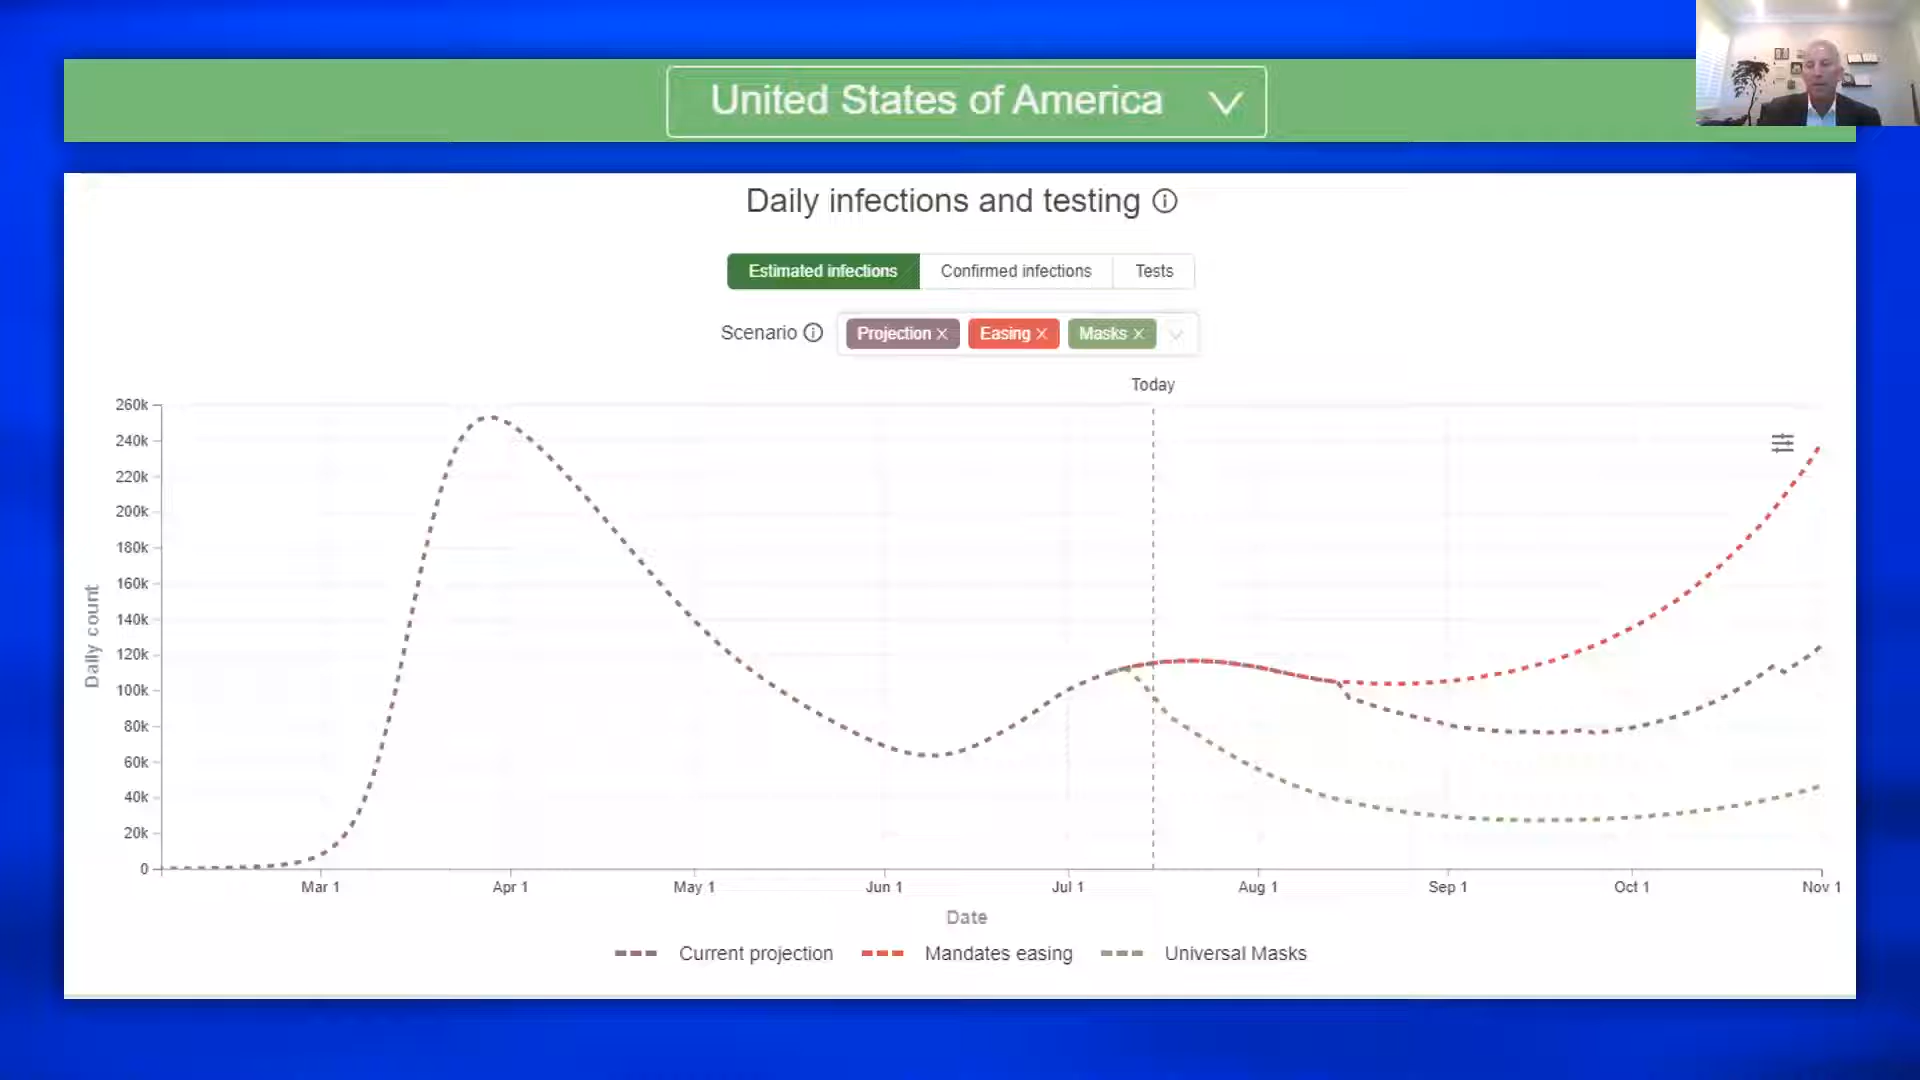 United States of America
Daily infections and testing
Estimated infections Confirmed infections Tests
Scenario Projection Easing Masks
Today
260k
240k
220k
200k
180k
160k
140k
120k
100k
80k
60k
40k
20k
0
Daily count
Mar 1 Apr 1 May 1 Jun 1 Jul 1 Aug 1 Sep 1 Oct 1 Nov 1
Date
Current projection Mandates easing Universal Masks